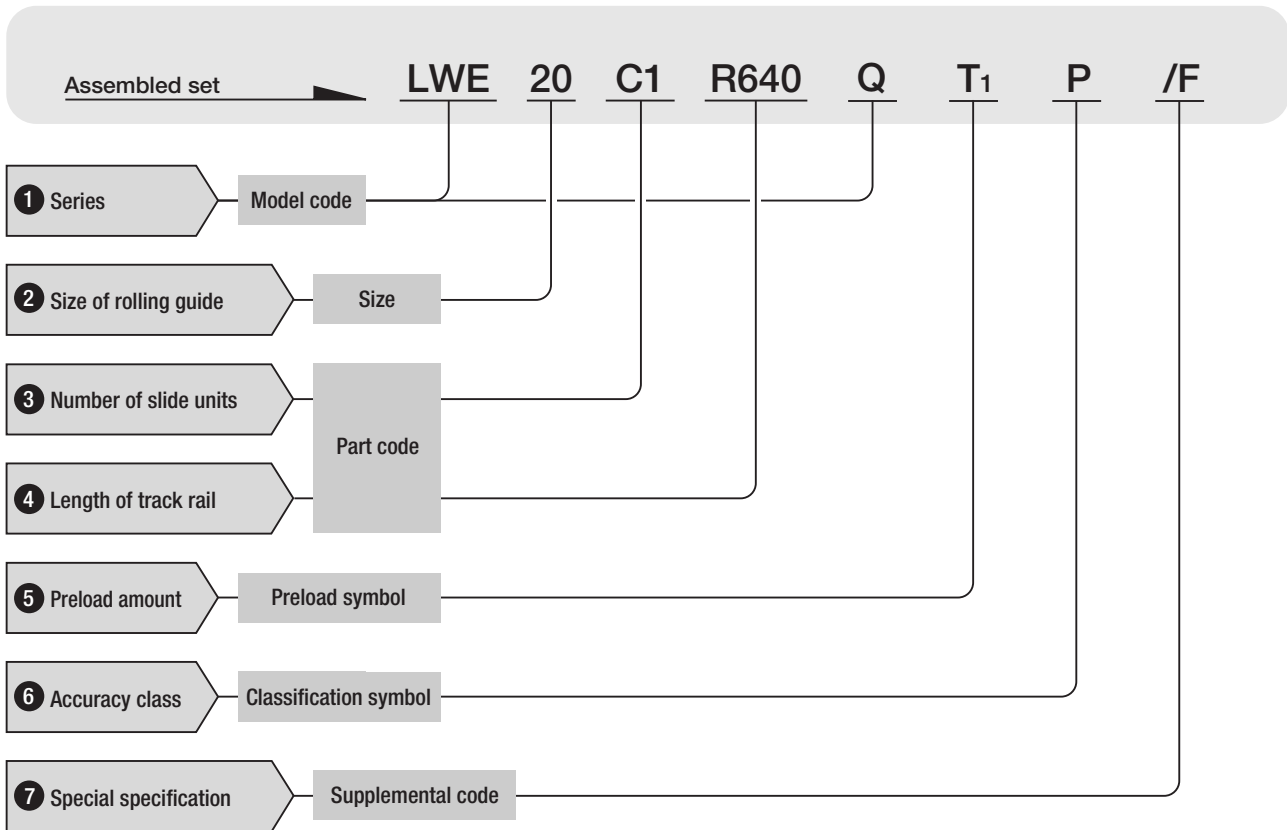 Assembled set LWE 20 C1 R640 Q T1 P /F
1 Series Model code
2 Size of rolling guide Size
3 Number of slide units
Part code
4 Length of track rail
5 Preload amount Preload symbol
6 Accuracy class Classification symbol
7 Special specification Supplemental code